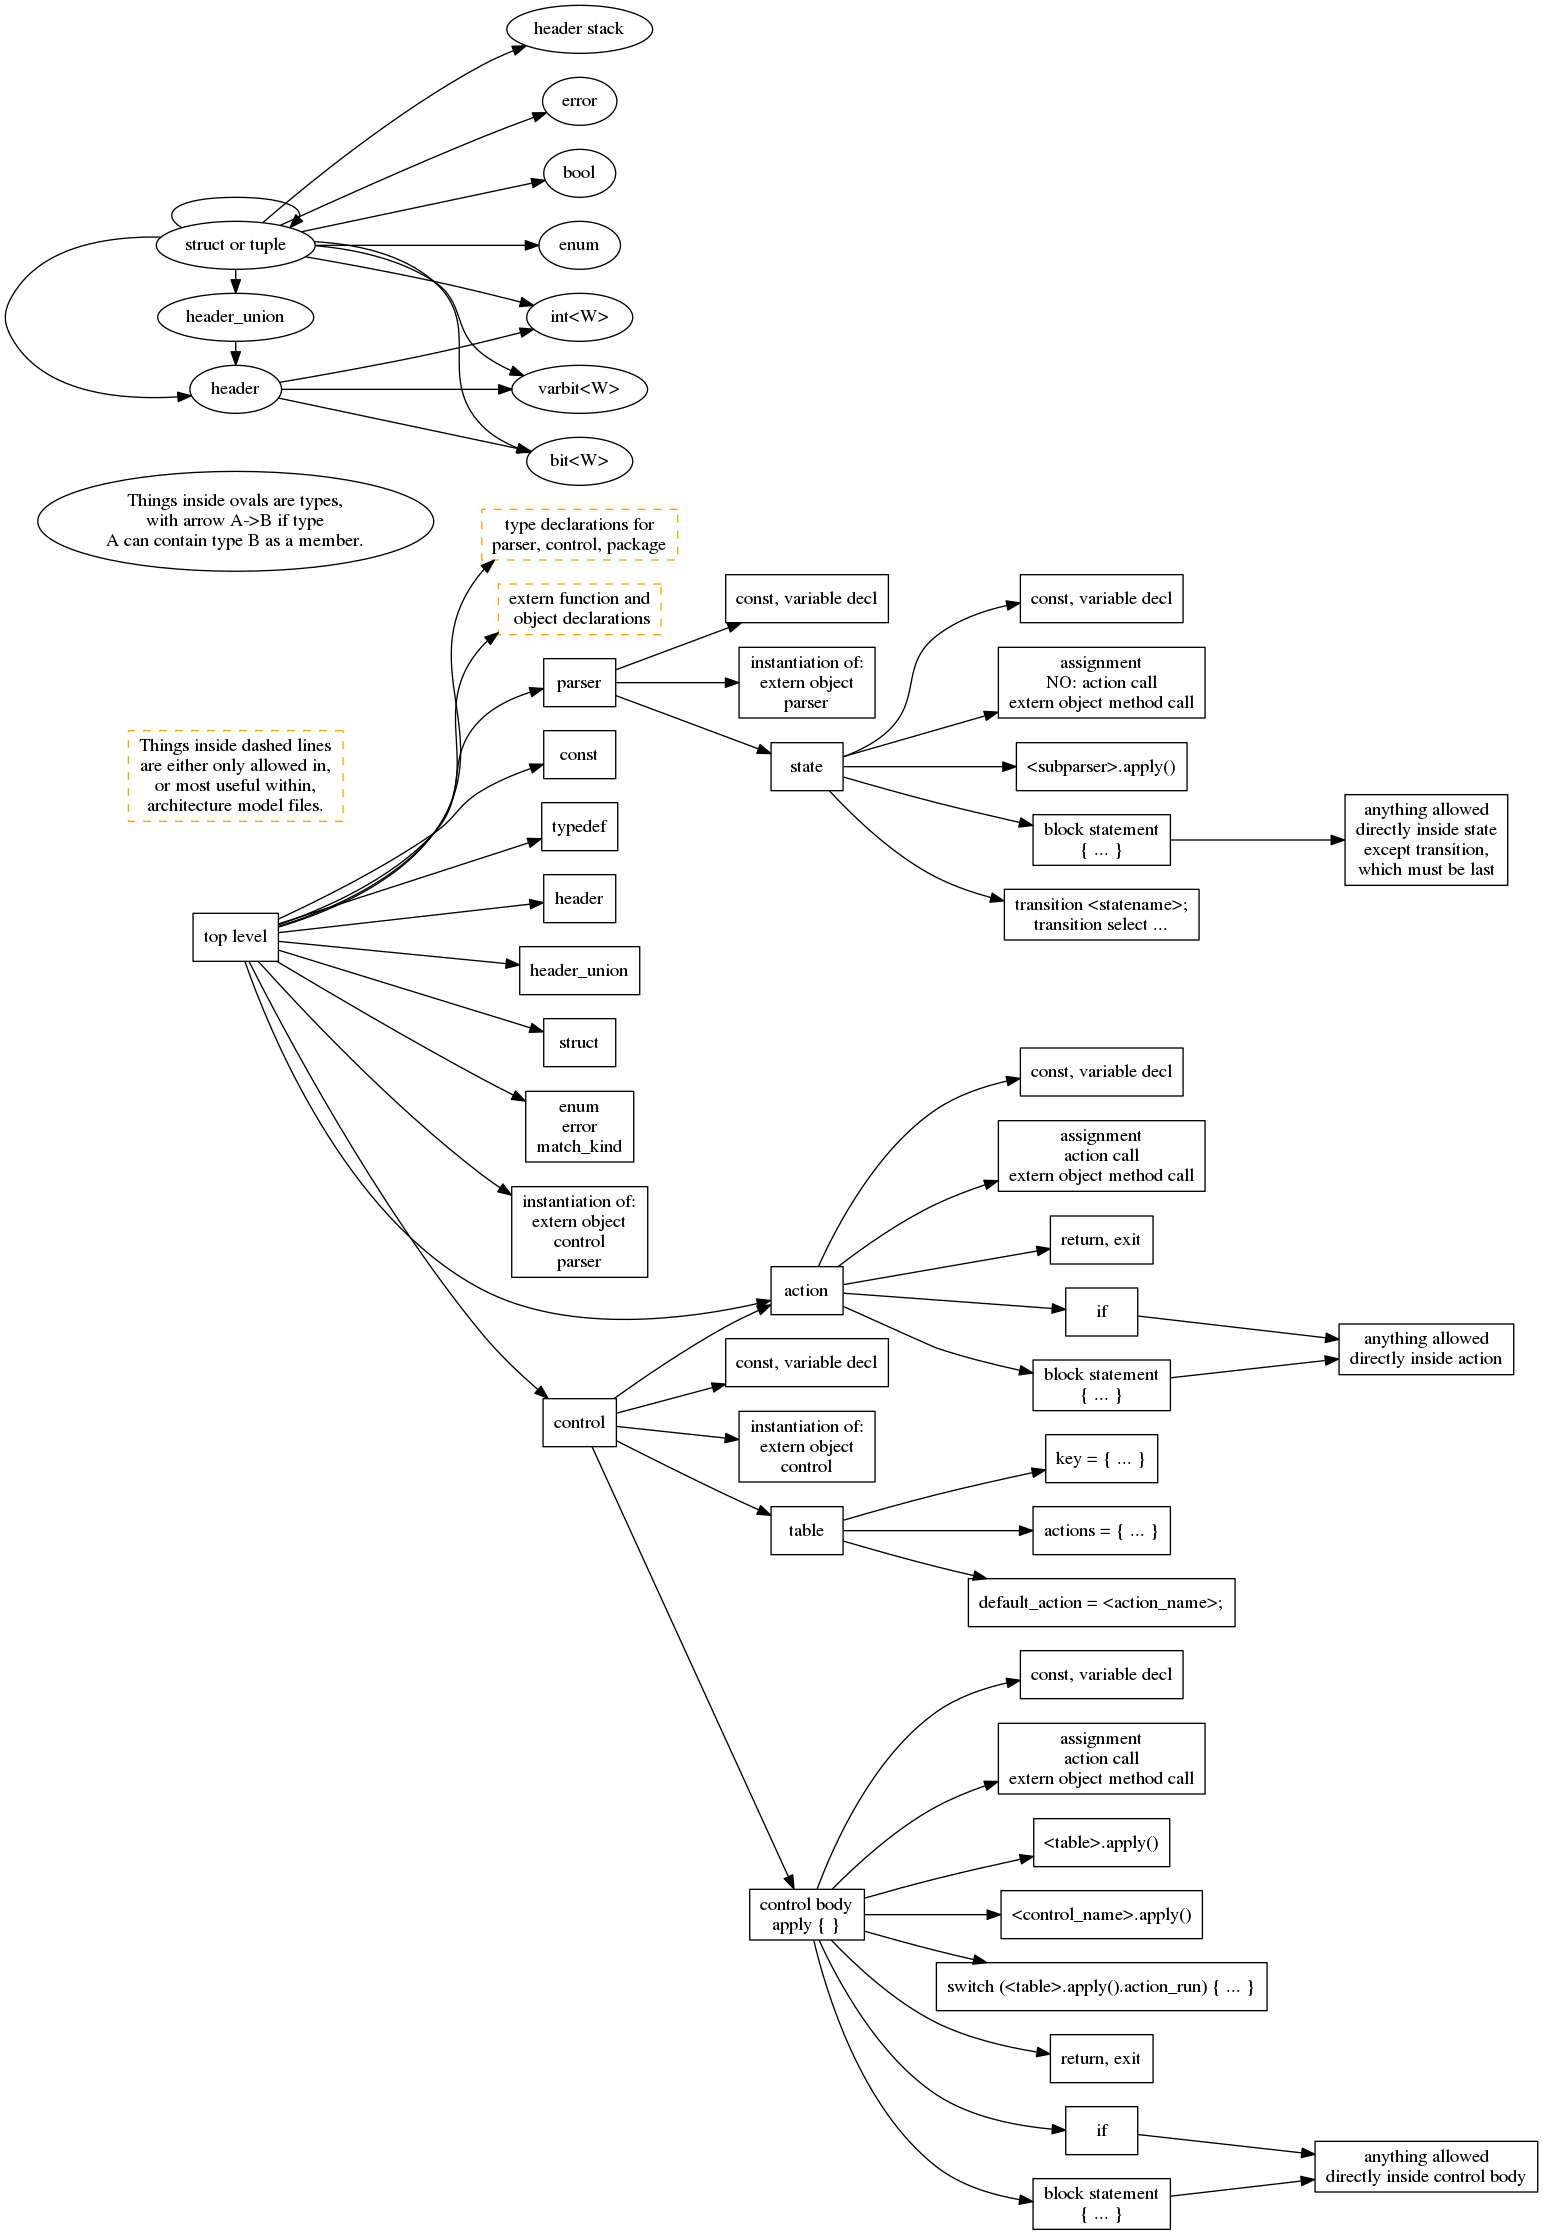 header stack
error
bool
struct or tuple
enum
header_union
int<W>
header
varbit<W>
bit<W>
Things inside ovals are types,
with arrow A->B if type
A can contain type B as a member.
type declarations for
parser, control, package
extern function and
object declarations
const, variable decl
const, variable decl
parser
instantiation of:
extern object
parser
assignment
NO: action call
extern object method call
Things inside dashed lines
are either only allowed in,
or most useful within,
architecture model files.
const
state
<subparser>.apply()
typedef
block statement
{ ... }
anything allowed
directly inside state
except transition,
which must be last
header
transition <statename>;
transition select ...
top level
header_union
struct
const, variable decl
enum
error
match_kind
assignment
action call
extern object method call
instantiation of:
extern object
control
parser
return, exit
action
if
anything allowed
directly inside action
const, variable decl
block statement
{ ... }
control
instantiation of:
extern object
control
key = { ... }
table
actions = { ... }
default_action = <action_name>;
const, variable decl
assignment
action call
extern object method call
<table>.apply()
control body
apply { }
<control_name>.apply()
switch (<table>.apply().action_run) { ... }
return, exit
if
anything allowed
directly inside control body
block statement
{ ... }